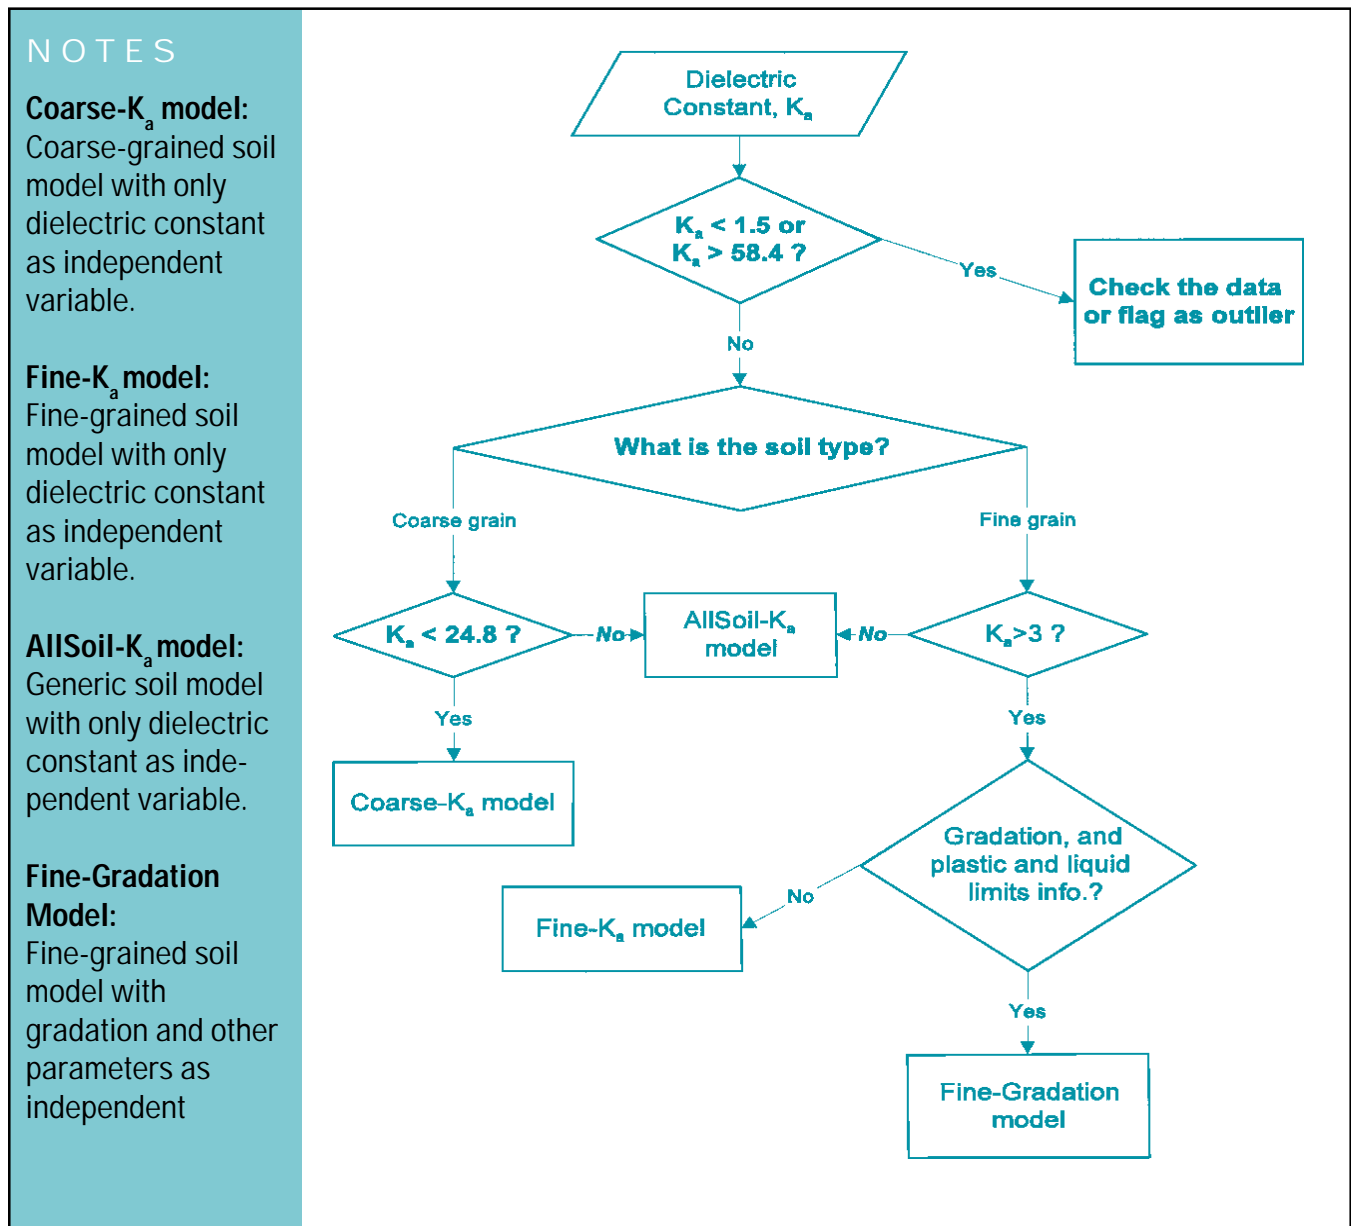 NOTES
Coarse-Ka model:
Coarse-grained soil
model with only
dielectric constant
as independent
variable.
Fine-Ka model:
Fine-grained soil
model with only
dielectric constant
as independent
variable.
AllSoil-Ka model:
Generic soil model
with only dielectric
constant as inde-
pendent variable.
Fine-Gradation
Model:
Fine-grained soil
model with
gradation and other
parameters as
independent
Dielectric
Constant, Ka
Ka < 1.5 or
Ka > 58.4 ?
Yes
Check the data
or flag as outlier
No
What is the soil type?
Coarse grain
Fine grain
Ka < 24.8 ?
No
AllSoil-Ka
model
No
Ka>3 ?
Yes
Yes
Coarse-Ka model
Gradation, and
plastic and liquid
limits info.?
No
Fine-Ka model
Yes
Fine-Gradation
model